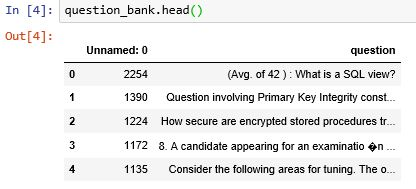 In [4]: question_bank.head()
Out[4]:
Unnamed: 0 question
0 2254 (Avg. of 42 ) : What is a SQL view?
1 1390 Question involving Primary Key Integrity const...
2 1224 How secure are encrypted stored procedures tr...
3 1172 8. A candidate appearing for an examinatio �n ...
4 1135 Consider the following areas for tuning. The o...